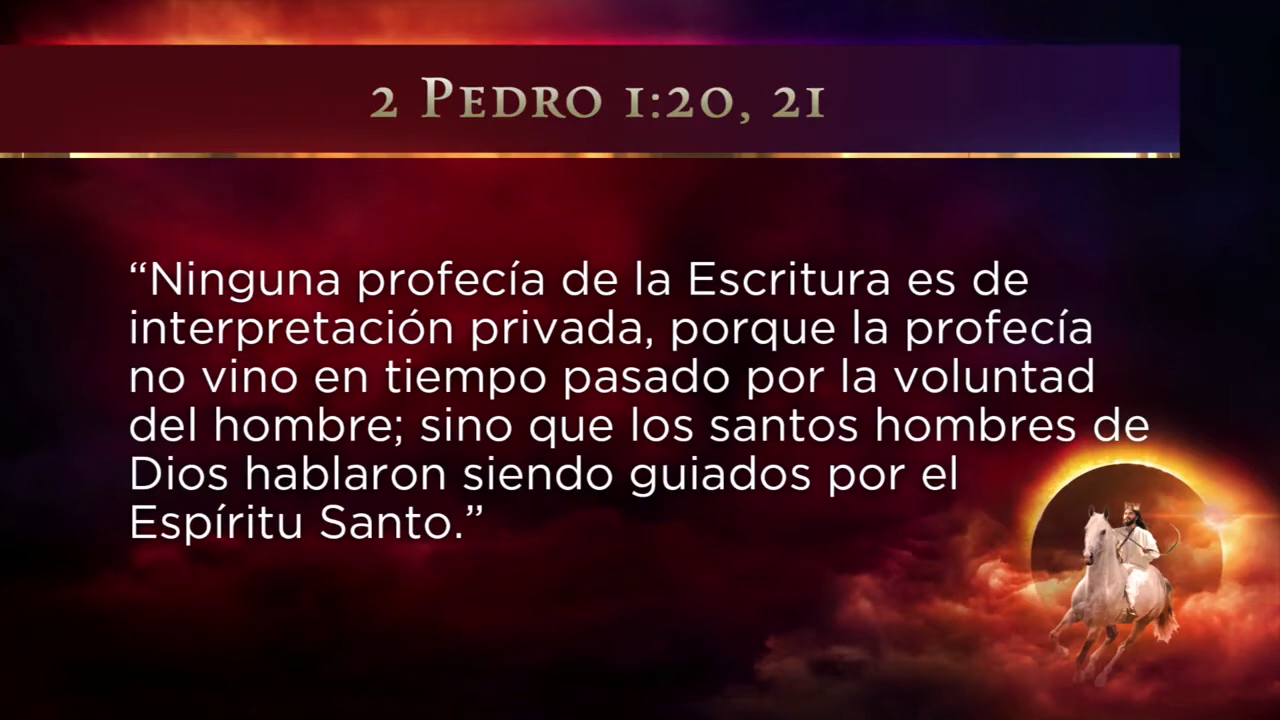 2 Pedro 1:20, 21
“Ninguna profecía de la Escritura es de
interpretación privada, porque la profecía
no vino en tiempo pasado por la voluntad
del hombre; sino que los santos hombres de
Dios hablaron siendo guiados por el
Espíritu Santo.”